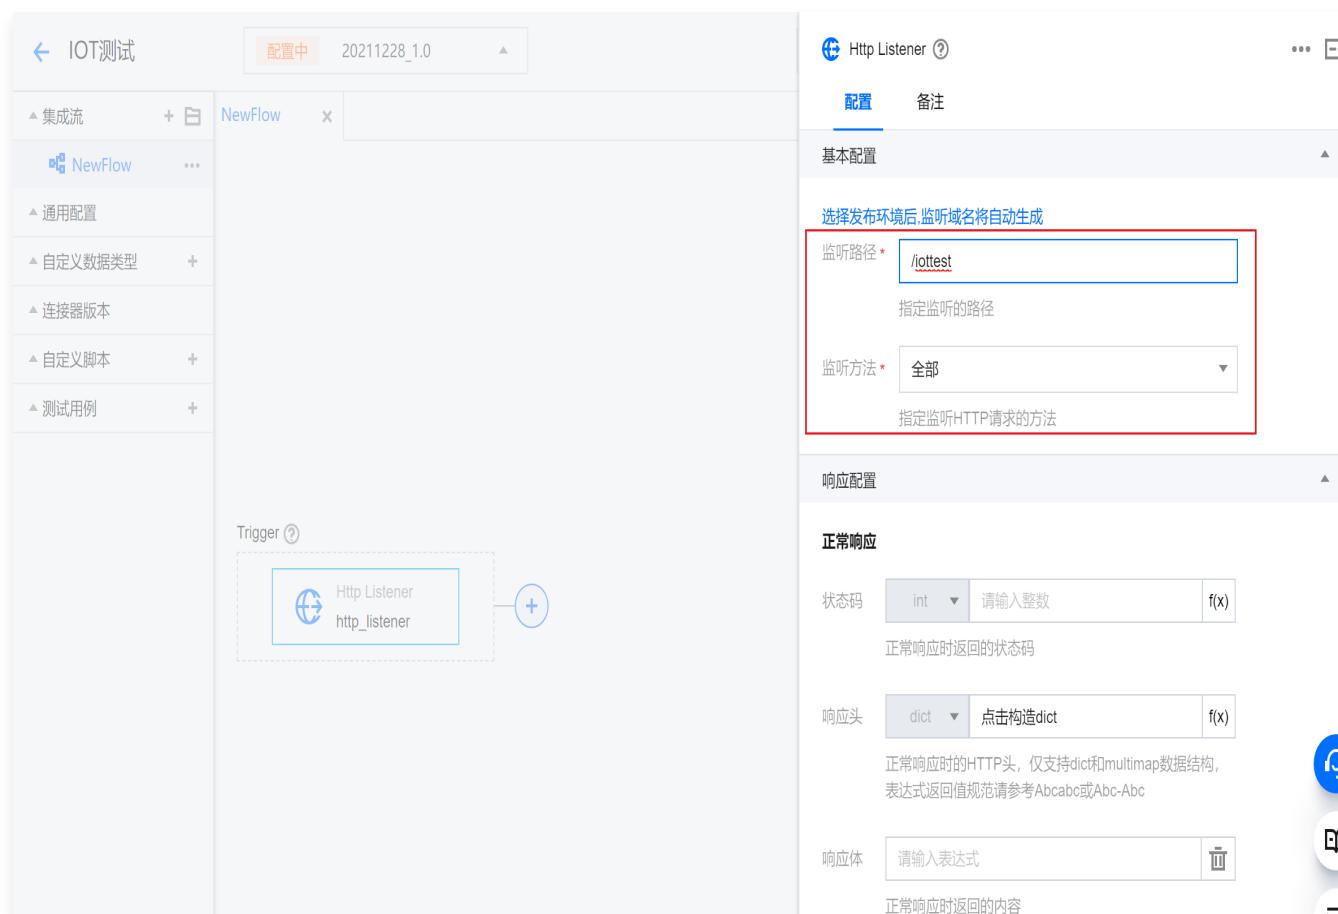 IOT测试
配置中 20211228_1.0
集成流
NewFlow
通用配置
自定义数据类型
连接器版本
自定义脚本
测试用例
NewFlow
Trigger
Http Listener
http_listener
Http Listener
配置 备注
基本配置
选择发布环境后,监听域名将自动生成
监听路径 * /iottest
指定监听的路径
监听方法 * 全部
指定监听HTTP请求的方法
响应配置
正常响应
状态码 int 请输入整数 f(x)
正常响应时返回的状态码
响应头 dict 点击构造dict f(x)
正常响应时的HTTP头，仅支持dict和multimap数据结构，
表达式返回值规范请参考Abcabc或Abc-Abc
响应体 请输入表达式
正常响应时返回的内容